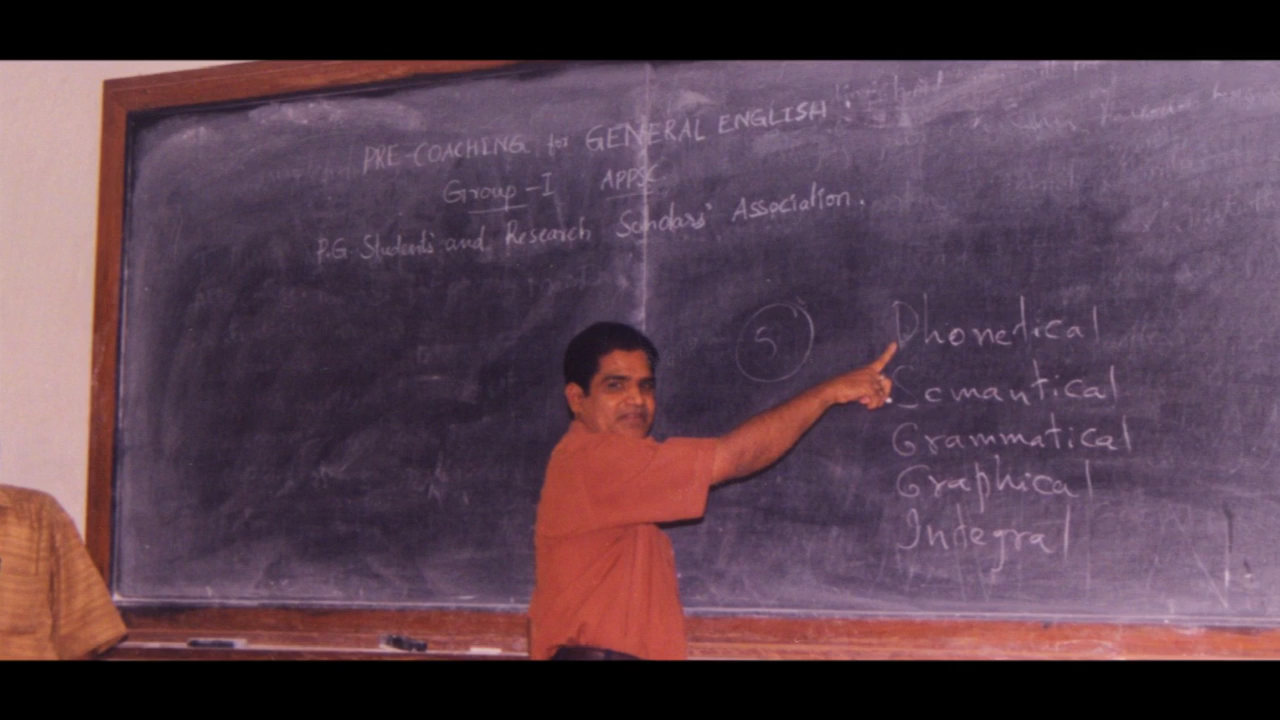 PRE-COACHING for GENERAL ENGLISH :
Group-I APPSC
P.G Students' and Research Scholars' Association.
5
Phonetical
Semantical
Grammatical
Graphical
Integral